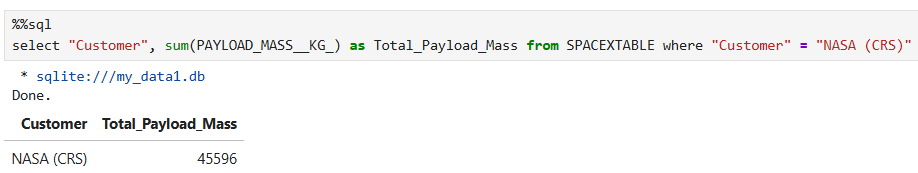 %%sql
select "Customer", sum(PAYLOAD_MASS__KG_) as Total_Payload_Mass from SPACEXTABLE where "Customer" = "NASA (CRS)"
* sqlite:///my_data1.db
Done.
Customer Total_Payload_Mass
NASA (CRS) 45596